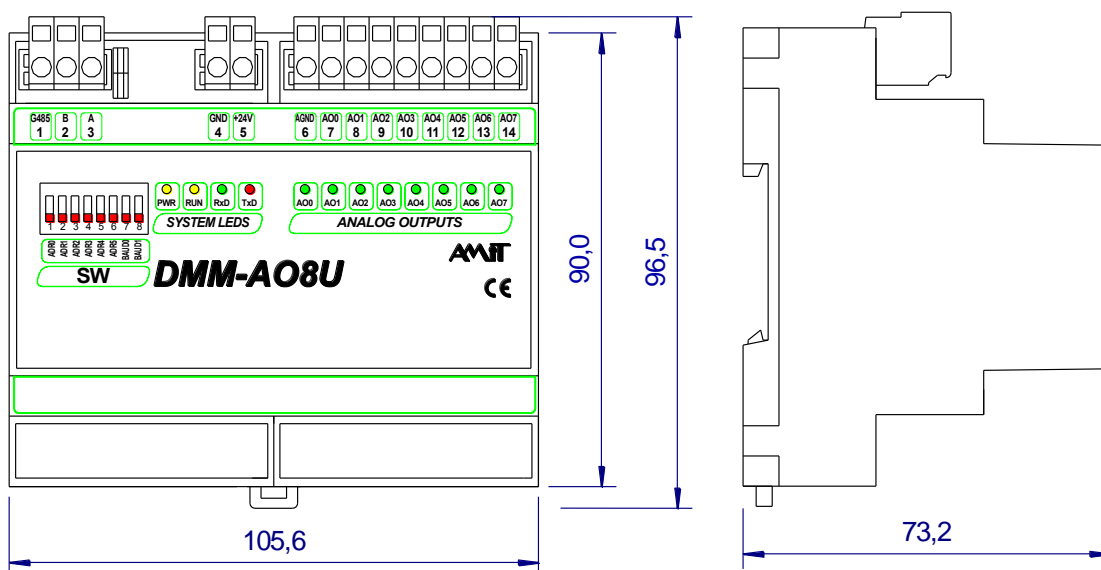 G485 B A GND +24V AGND AO0 AO1 AO2 AO3 AO4 AO5 AO6 AO7
1 2 3 4 5 6 7 8 9 10 11 12 13 14
PWR RUN RxD TxD AO0 AO1 AO2 AO3 AO4 AO5 AO6 AO7
SYSTEM LEDS ANALOG OUTPUTS
1 2 3 4 5 6 7 8
ADR0 ADR1 ADR2 ADR3 ADR4 ADR5 BAUD0 BAUD1
SW
DMM-AO8U
AMiT
CE
90,0
96,5
105,6
73,2